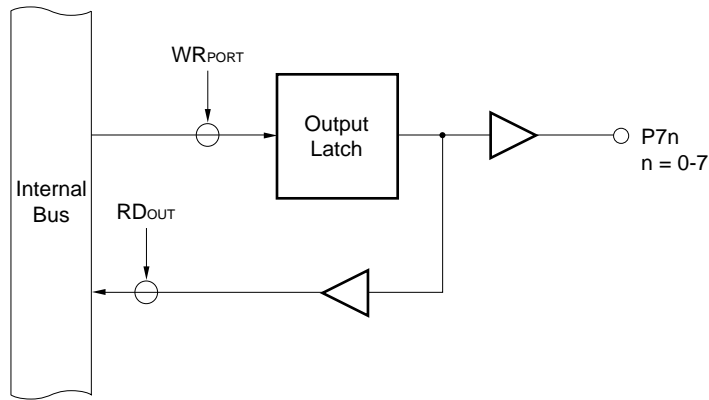 WRPORT
Output
Latch
P7n
n = 0-7
Internal
Bus
RDOUT